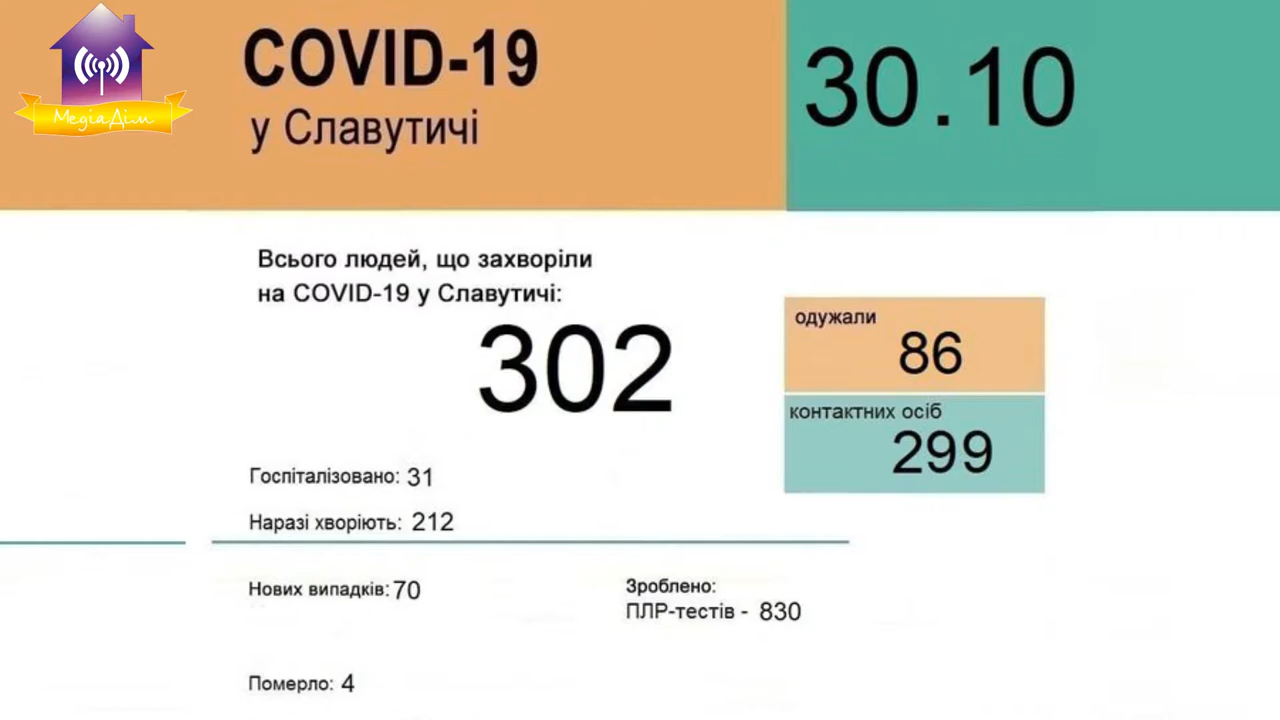 МедіаДім
COVID-19
у Славутичі
30.10
Всього людей, що захворіли
на COVID-19 у Славутичі:
302
одужали
86
контактних осіб
299
Госпіталізовано: 31
Наразі хворіють: 212
Нових випадків: 70
Зроблено:
ПЛР-тестів - 830
Померло: 4